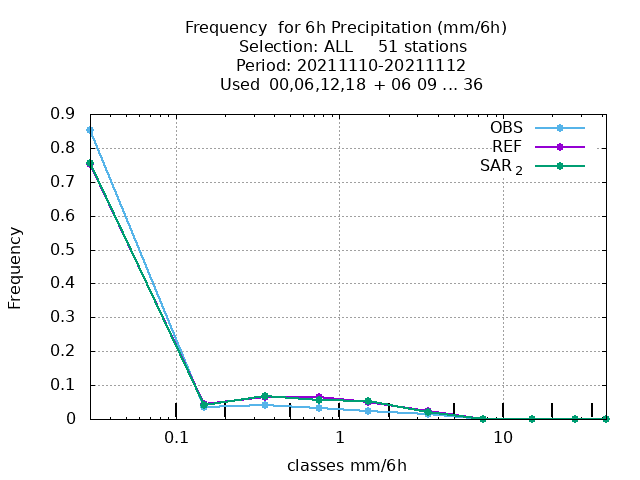 Frequency  for 6h Precipitation (mm/6h)
Selection: ALL     51 stations
Period: 20211110-20211112
Used  00,06,12,18  + 06 09 ... 36
OBS
REF
SAR 2
0.9
0.8
0.7
0.6
0.5
0.4
0.3
0.2
0.1
0
Frequency
0.1 1 10
classes mm/6h